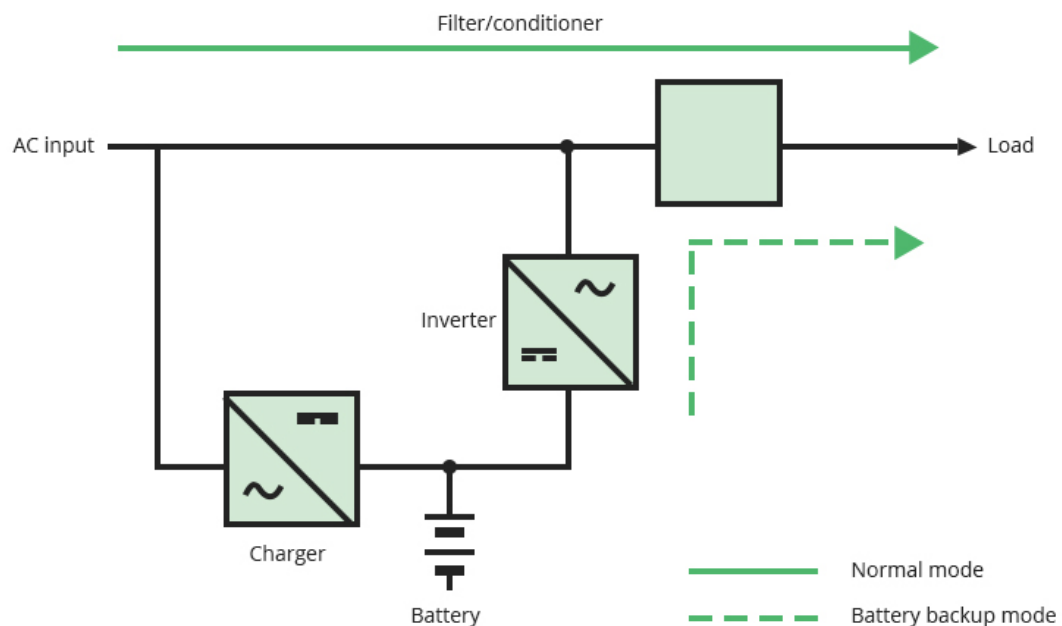 Filter/conditioner
AC input
Load
Inverter
Charger
Battery
Normal mode
Battery backup mode